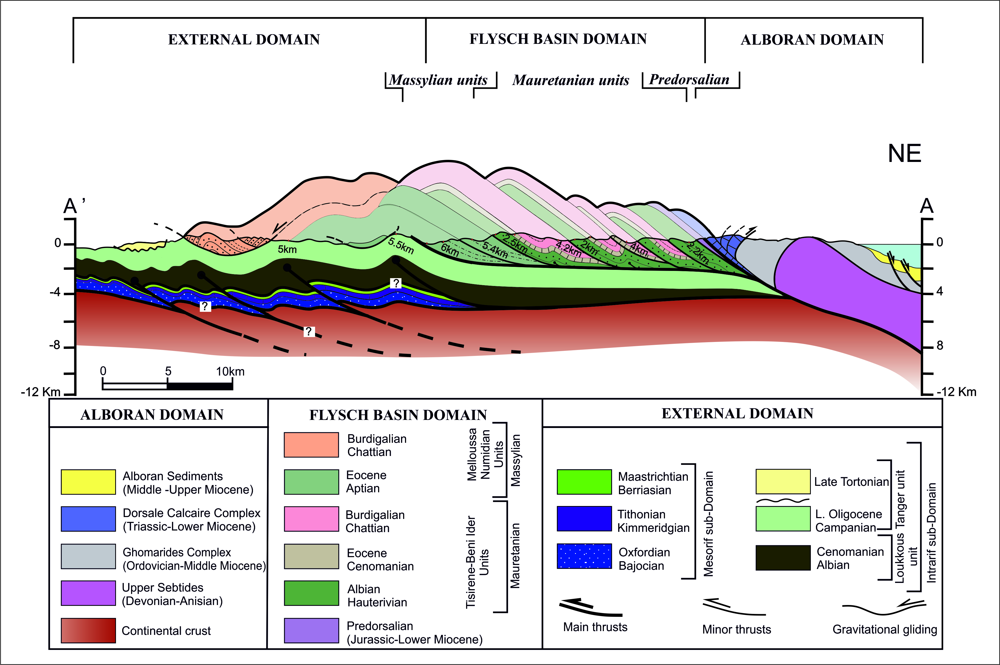 EXTERNAL DOMAIN
FLYSCH BASIN DOMAIN
ALBORAN DOMAIN
Massylian units
Mauretanian units
Predorsalian
NE
A ’
A
0
-4
-8
-12 Km
0
4
8
-12 Km
5km
5.5km
6km
5.4km
2.5km
4.2km
2km
4km
2.2km
?
?
?
0
5
10km
ALBORAN DOMAIN
Alboran Sediments
(Middle -Upper Miocene)
Dorsale Calcaire Complex
(Triassic-Lower Miocene)
Ghomarides Complex
(Ordovician-Middle Miocene)
Upper Sebtides
(Devonian-Anisian)
Continental crust
FLYSCH BASIN DOMAIN
Burdigalian
Chattian
Eocene
Aptian
Melloussa
Numidian
Units
Massylian
Burdigalian
Chattian
Eocene
Cenomanian
Albian
Hauterivian
Tisirene-Beni Ider
Units
Mauretanian
Predorsalian
(Jurassic-Lower Miocene)
EXTERNAL DOMAIN
Maastrichtian
Berriasian
Tithonian
Kimmeridgian
Oxfordian
Bajocian
Mesorif sub-Domain
Late Tortonian
L. Oligocene
Campanian
Tanger unit
Cenomanian
Albian
Loukkous
unit
Intrarif sub-Domain
Main thrusts
Minor thrusts
Gravitational gliding